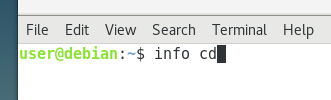 File Edit View Search Terminal Help
user@debian:~$ info cd